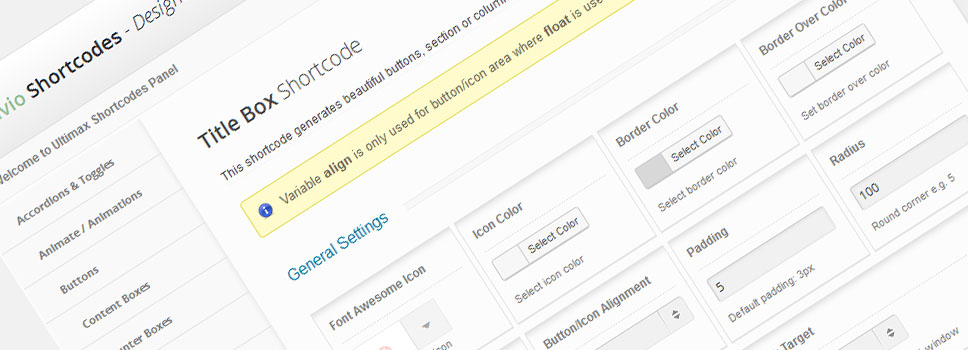 vio Shortcodes - Design
Welcome to Ultimax Shortcodes Panel
Accordions & Toggles
Animate / Animations
Buttons
Content Boxes
unter Boxes
Title Box Shortcode
This shortcode generates beautiful buttons, section or column
Variable align is only used for button/icon area where float is use
General Settings
Font Awesome Icon
Icon Color
Select Color
Select icon color
Border Color
Select Color
Select border color
Border Over Color
Select Color
Set border over color
Button/Icon Alignment
Padding
5
Default padding: 3px
Radius
100
Round corner e.g. 5
Target
window